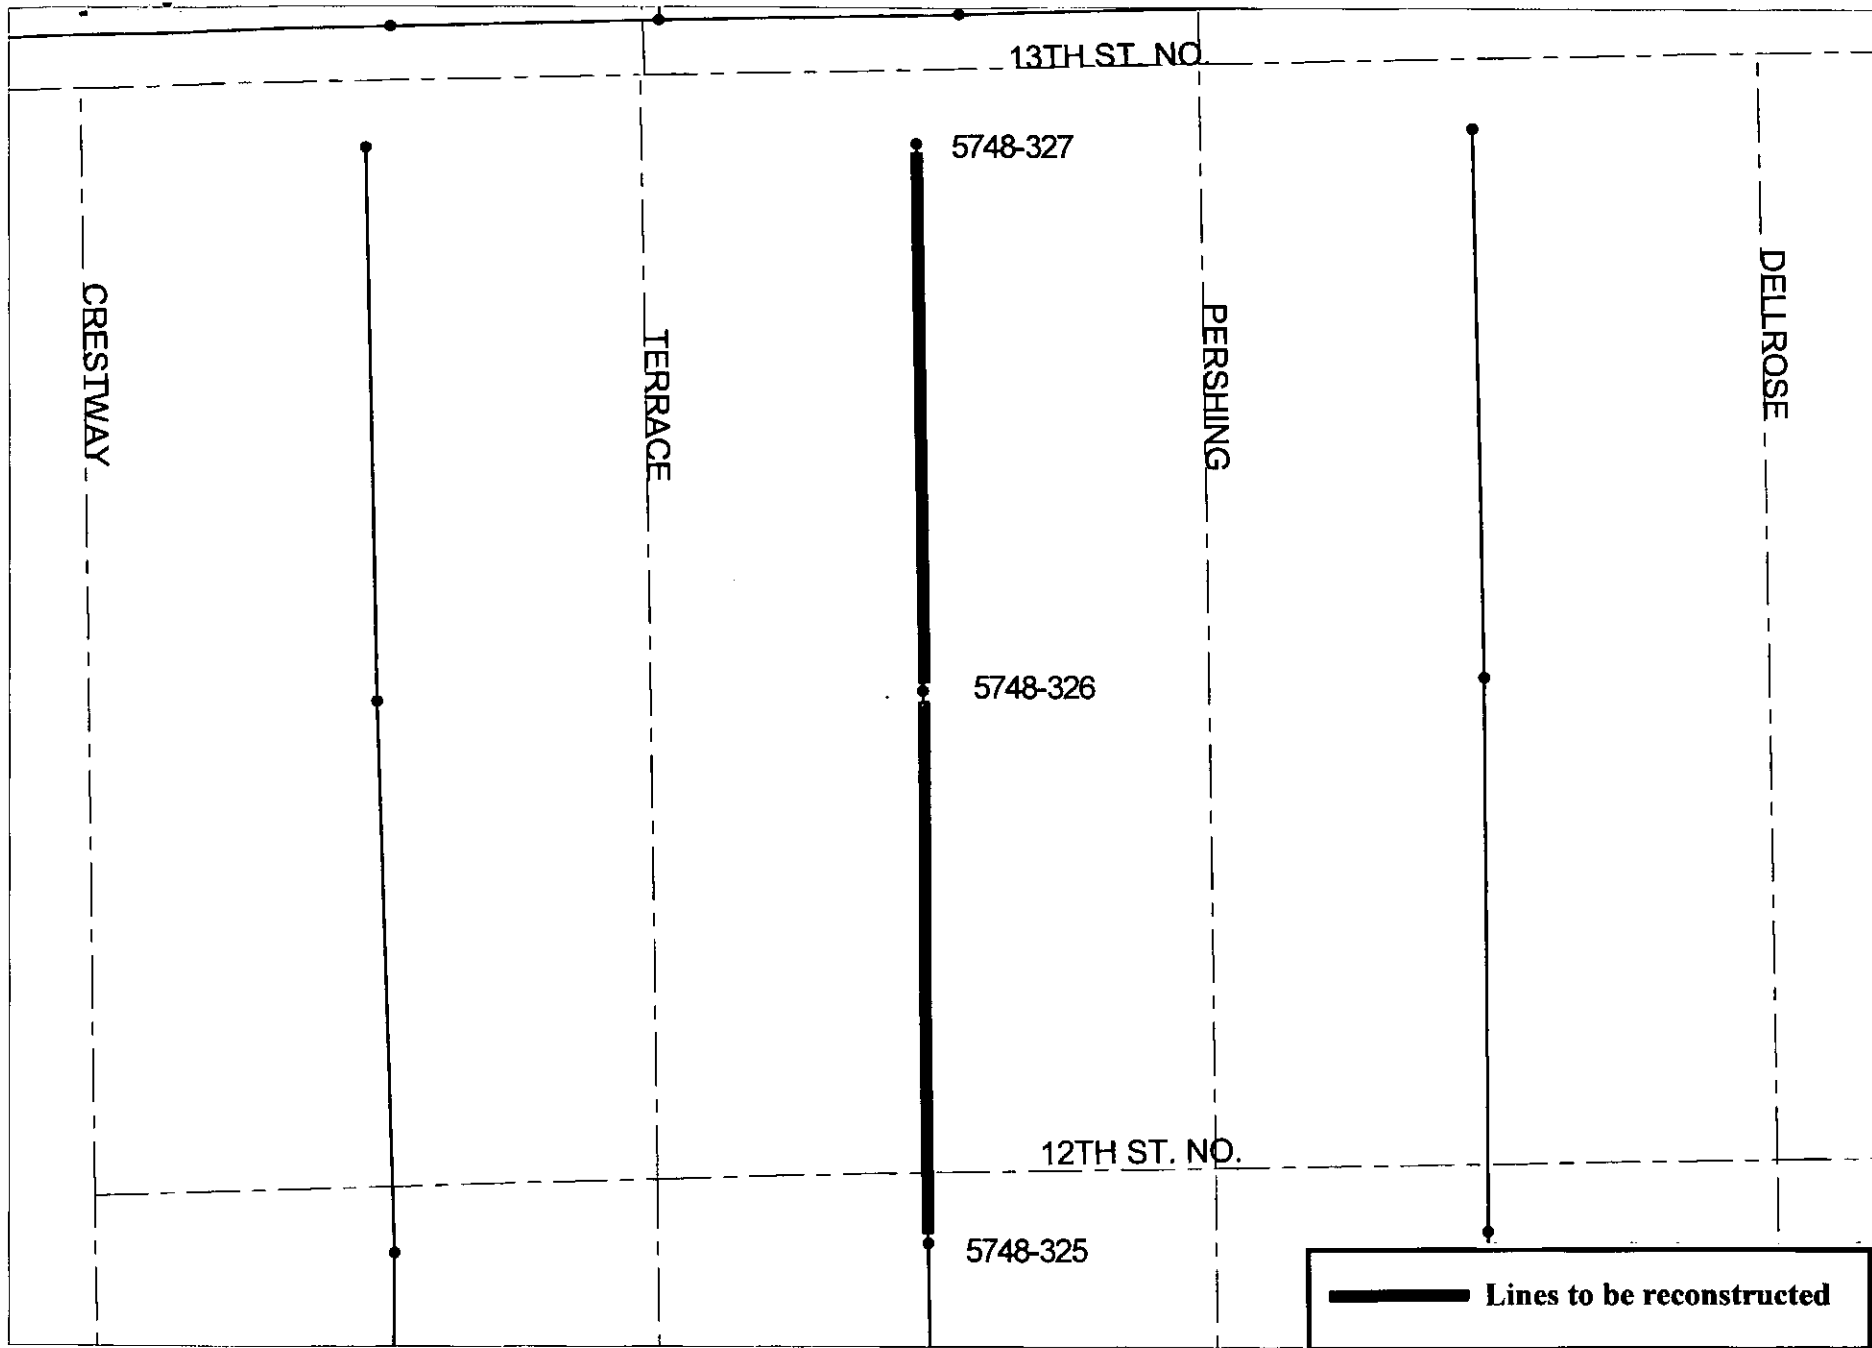 13TH ST. NO.
5748-327
CRESTWAY
TERRACE
PERSHING
DELLROSE
5748-326
12TH ST. NO.
5748-325
Lines to be reconstructed